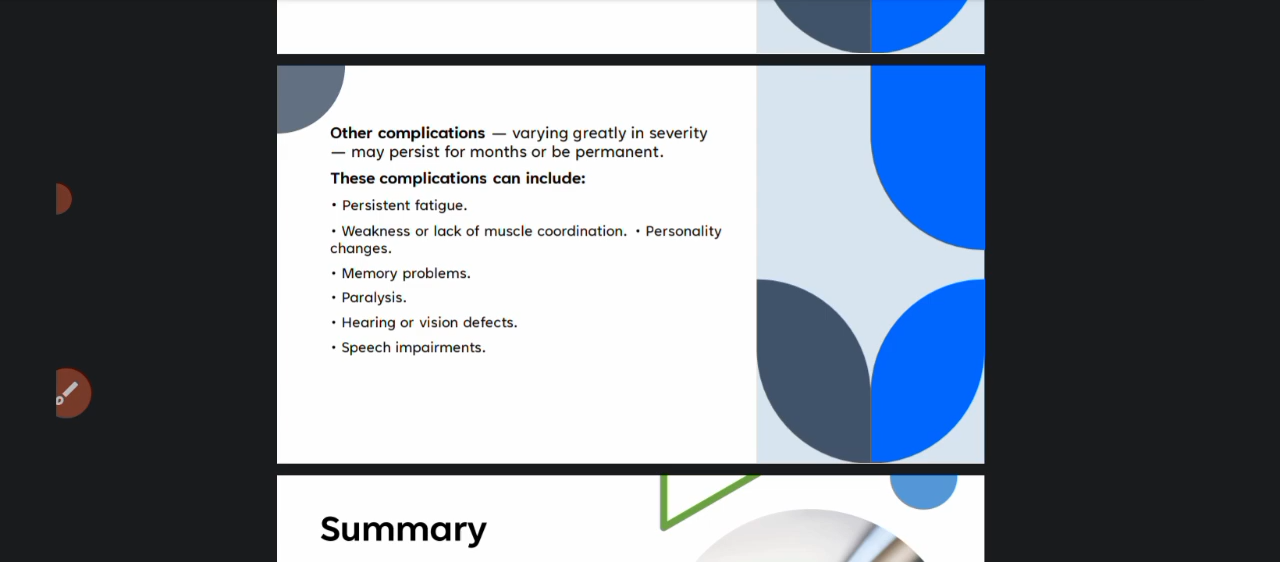 Other complications — varying greatly in severity
— may persist for months or be permanent.
These complications can include:
• Persistent fatigue.
• Weakness or lack of muscle coordination. • Personality
changes.
• Memory problems.
• Paralysis.
• Hearing or vision defects.
• Speech impairments.
Summary